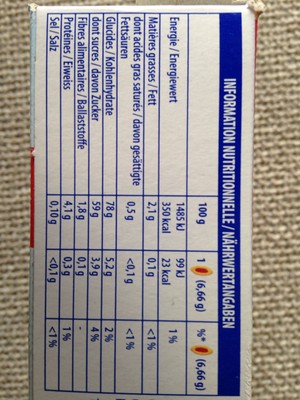 INFORMATION NUTRITIONNELLE / NÄHRWERTANGABEN
100 g 1 (6,66 g) %* (6,66 g)
Energie / Energiewert 1485 kJ 99 kJ
350 kcal 23 kcal 1 %
Matières grasses / Fett 2,1 g 0,1 g <1 %
dont acides gras saturés / davon gesättigte
Fettsäuren 0,5 g <0,1 g <1 %
Glucides / Kohlenhydrate 78 g 5,2 g 2 %
dont sucres / davon Zucker 59 g 3,9 g 4 %
Fibres alimentaires / Ballaststoffe 1,8 g 0,1 g -
Protéines / Eiweiss 4,1 g 0,3 g 1 %
Sel / Salz 0,10 g <0,1 g <1 %